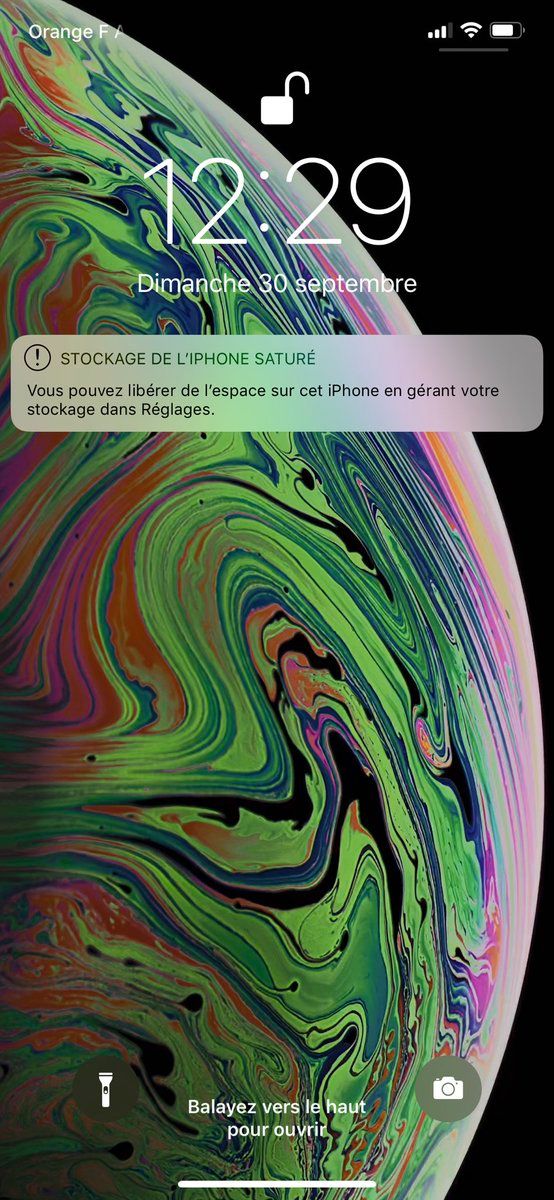 Orange F
12:29
Dimanche 30 septembre
STOCKAGE DE L'IPHONE SATURÉ
Vous pouvez libérer de l'espace sur cet iPhone en gérant votre
stockage dans Réglages.
Balayez vers le haut
pour ouvrir